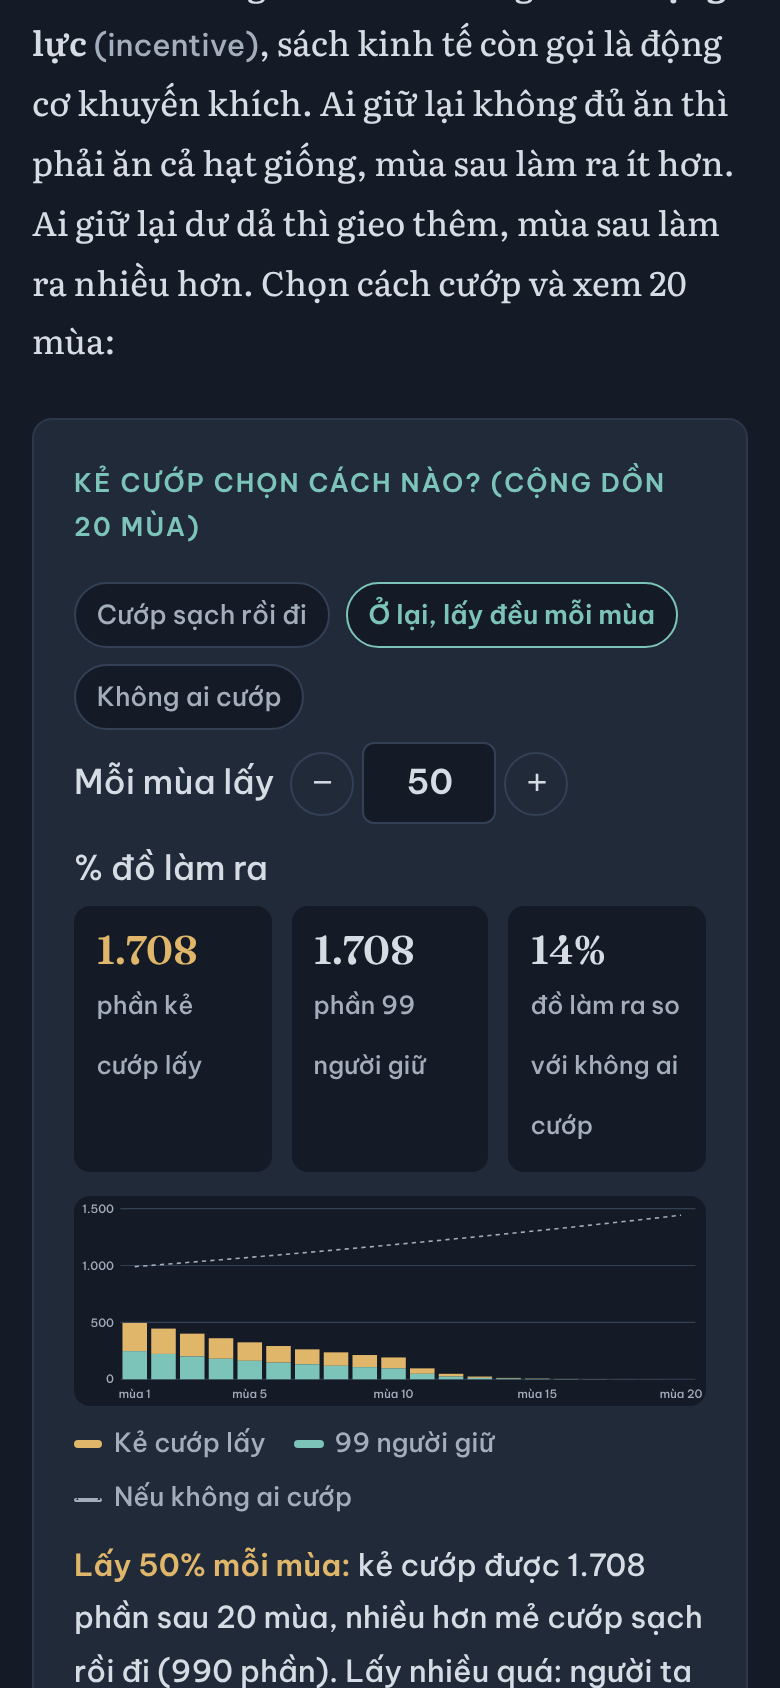 lực (incentive), sách kinh tế còn gọi là động
cơ khuyến khích. Ai giữ lại không đủ ăn thì
phải ăn cả hạt giống, mùa sau làm ra ít hơn.
Ai giữ lại dư dả thì gieo thêm, mùa sau làm
ra nhiều hơn. Chọn cách cướp và xem 20
mùa:
KẺ CƯỚP CHỌN CÁCH NÀO? (CỘNG DỒN
20 MÙA)
Cướp sạch rồi đi
Ở lại, lấy đều mỗi mùa
Không ai cướp
Mỗi mùa lấy − 50 +
% đồ làm ra
1.708
phần kẻ
cướp lấy
1.708
phần 99
người giữ
14%
đồ làm ra so
với không ai
cướp
1.500
1.000
500
0
mùa 1 mùa 5 mùa 10 mùa 15 mùa 20
Kẻ cướp lấy 99 người giữ
Nếu không ai cướp
Lấy 50% mỗi mùa: kẻ cướp được 1.708
phần sau 20 mùa, nhiều hơn mẻ cướp sạch
rồi đi (990 phần). Lấy nhiều quá: người ta